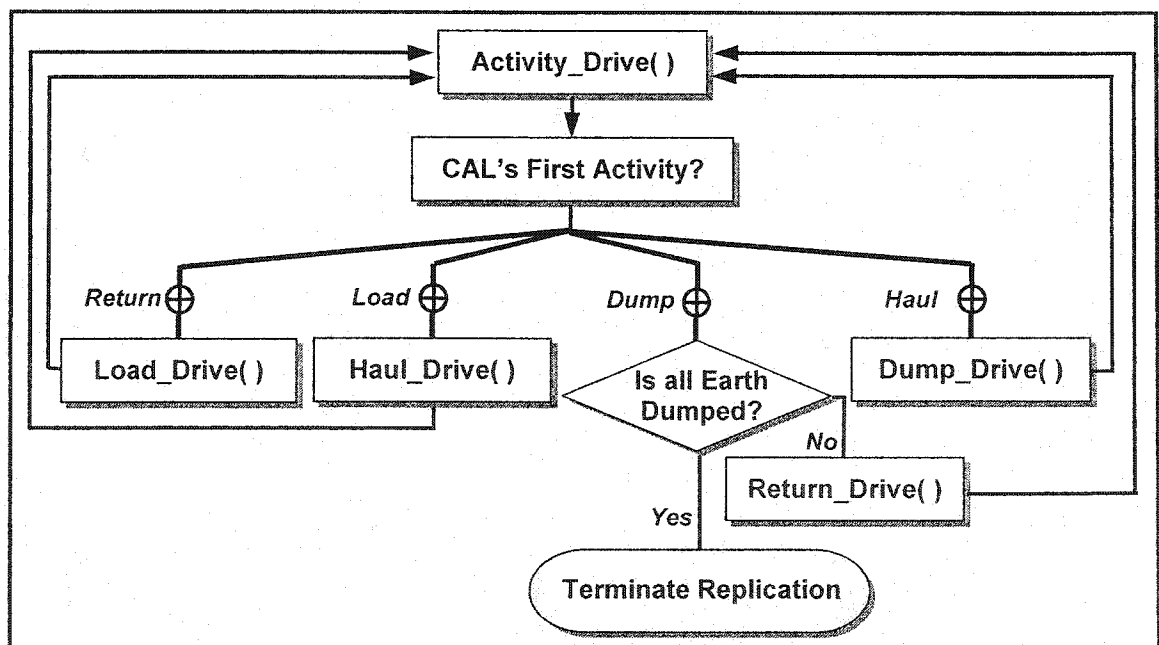 Activity_Drive( )
CAL's First Activity?
Return
Load
Dump
Haul
Load_Drive( )
Haul_Drive( )
Is all Earth
Dumped?
Dump_Drive( )
No
Return_Drive( )
Yes
Terminate Replication